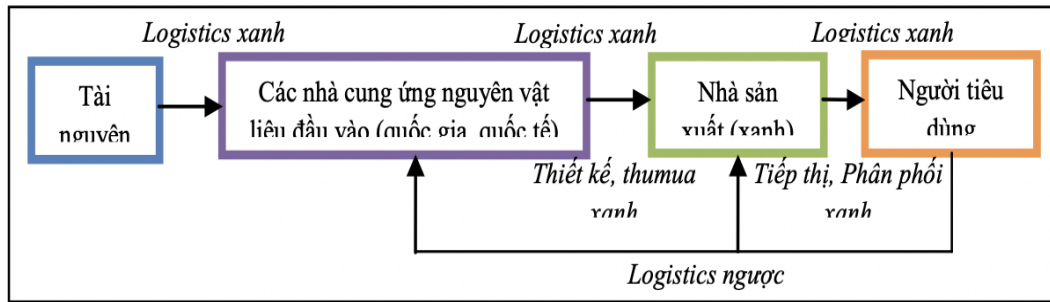 Logistics xanh
Logistics xanh
Logistics xanh
Tài
nguyên
Các nhà cung ứng nguyên vật
liệu đầu vào (quốc gia, quốc tế)
Nhà sản
xuất (xanh)
Người tiêu
dùng
Thiết kế, thumua
xanh
Tiếp thị, Phân phối
xanh
Logistics ngược